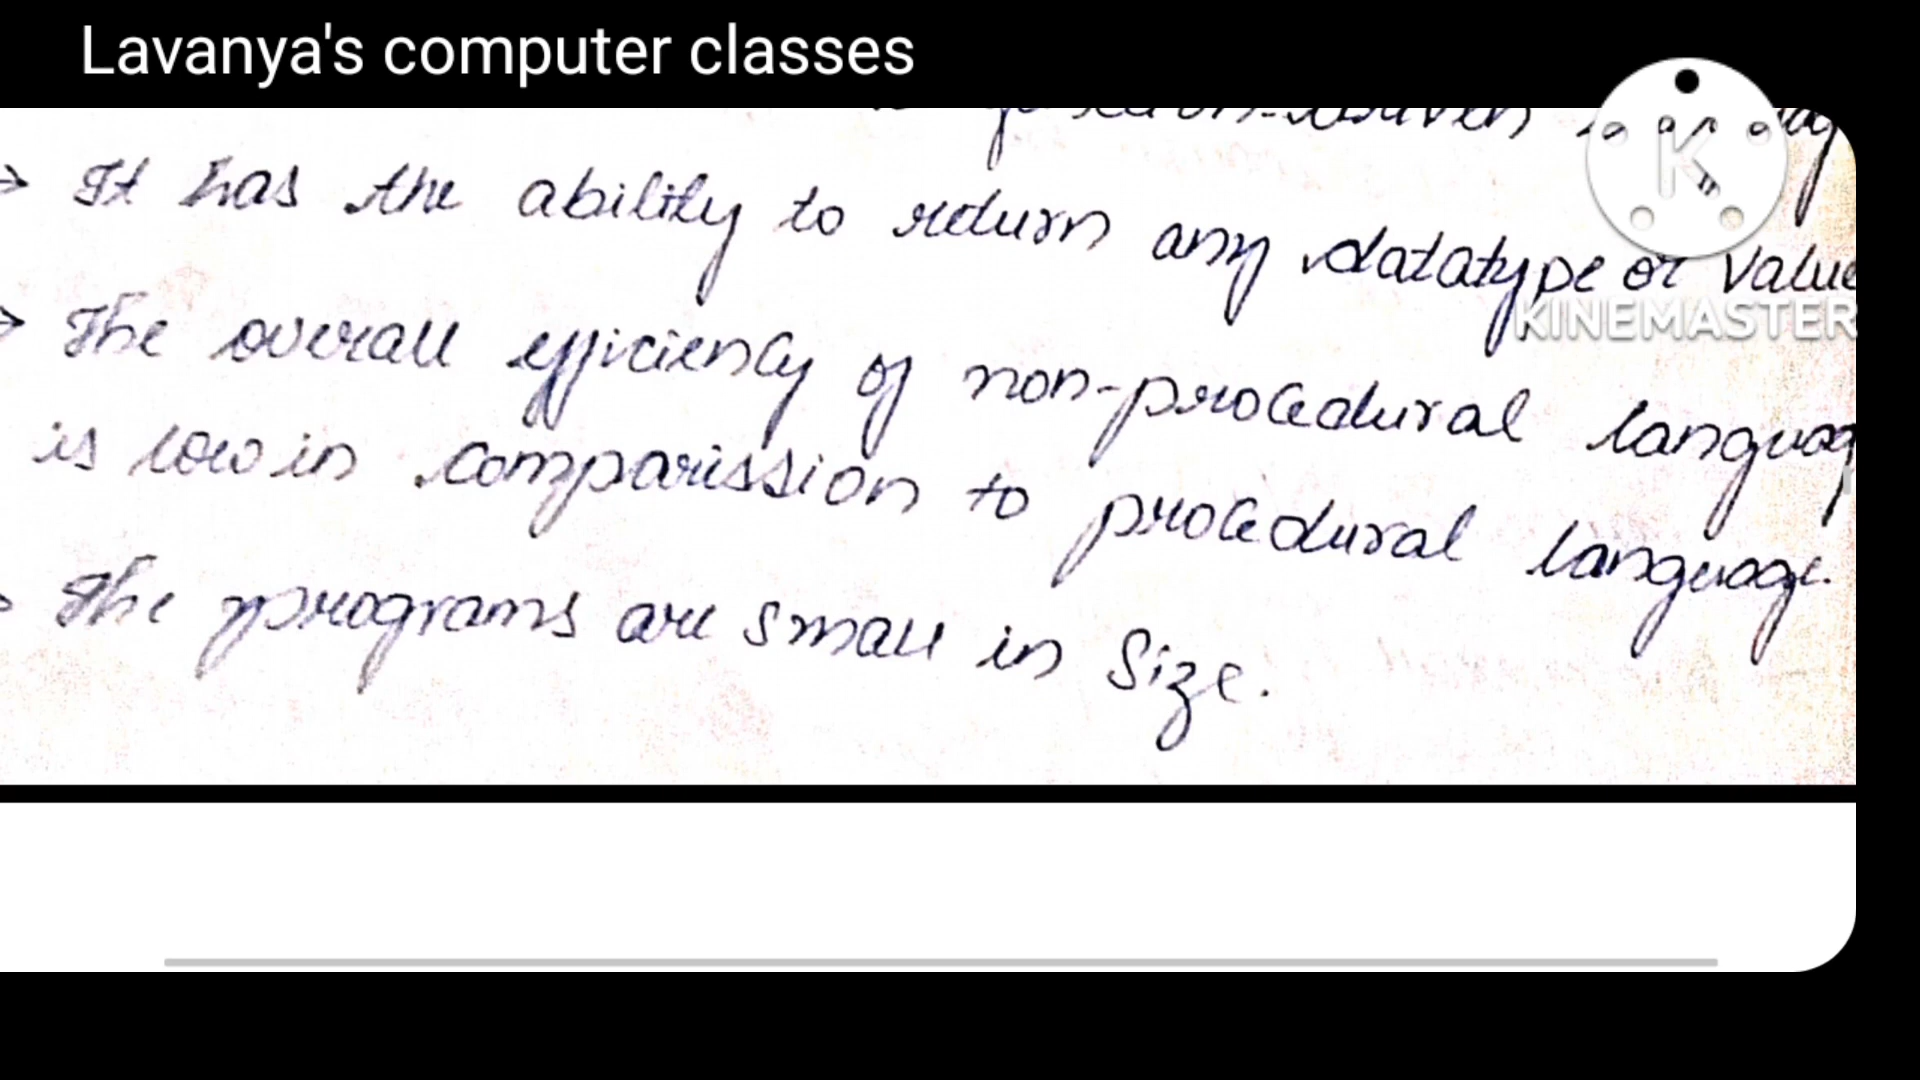 Lavanya's computer classes
→ It has the ability to return any datatype or value
KINEMASTER
→ The overall efficiency of non-procedural languag
is low in comparission to procedural language.
The programs are small in size.